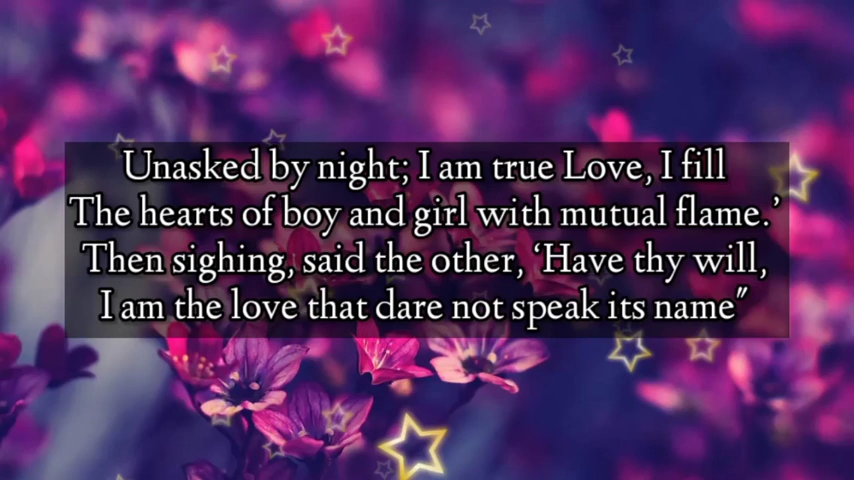 Unasked by night; I am true Love, I fill
The hearts of boy and girl with mutual flame.’
Then sighing, said the other, ‘Have thy will,
I am the love that dare not speak its name”